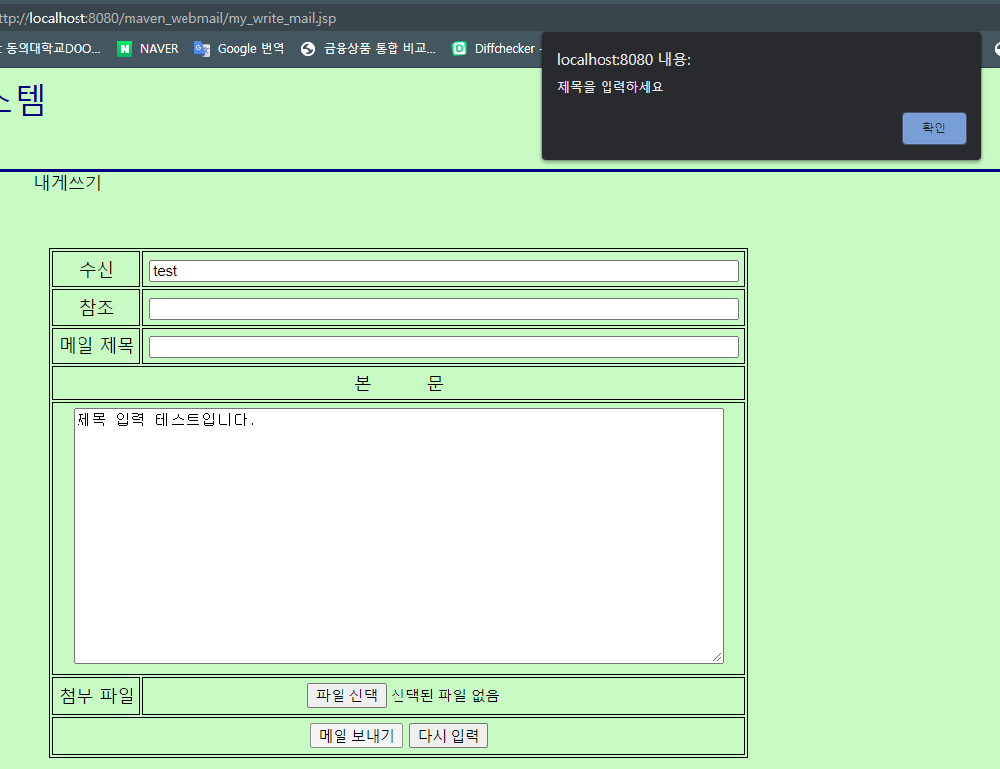 ttp://localhost:8080/maven_webmail/my_write_mail.jsp
동의대학교DOO... NAVER Google 번역 금융상품 통합 비교... Diffchecker -
localhost:8080 내용:
제목을 입력하세요
확인
스템
내게쓰기
수신 test
참조
메일 제목
본 문
제목 입력 테스트입니다.
첨부 파일 파일 선택 선택된 파일 없음
메일 보내기 다시 입력